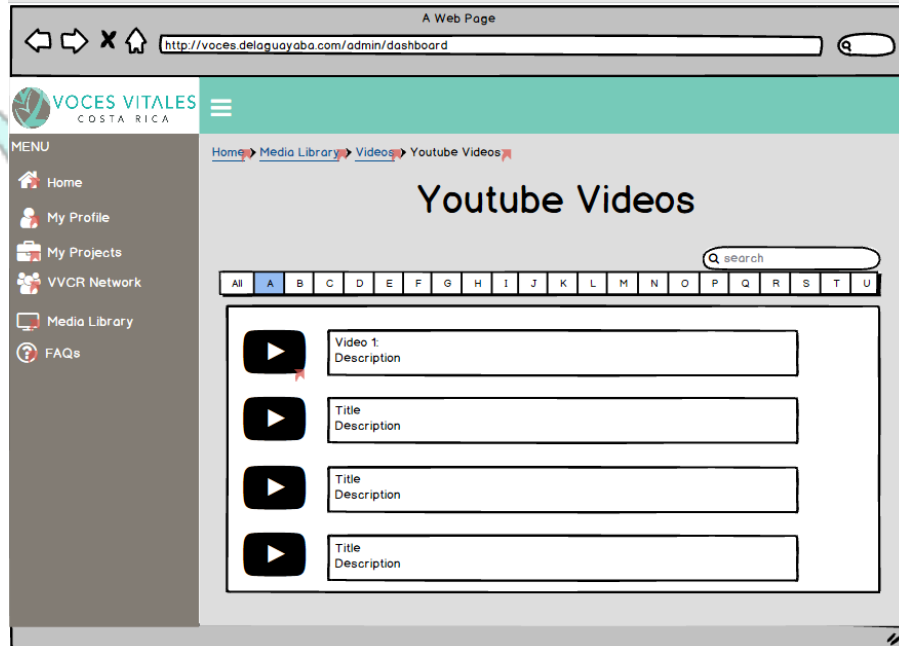 A Web Page
http://voces.delaguayaba.com/admin/dashboard
VOCES VITALES
COSTA RICA
MENU
Home
My Profile
My Projects
VVCR Network
Media Library
FAQs
Home Media Library Videos Youtube Videos
Youtube Videos
search
All A B C D E F G H I J K L M N O P Q R S T U
Video 1:
Description
Title
Description
Title
Description
Title
Description